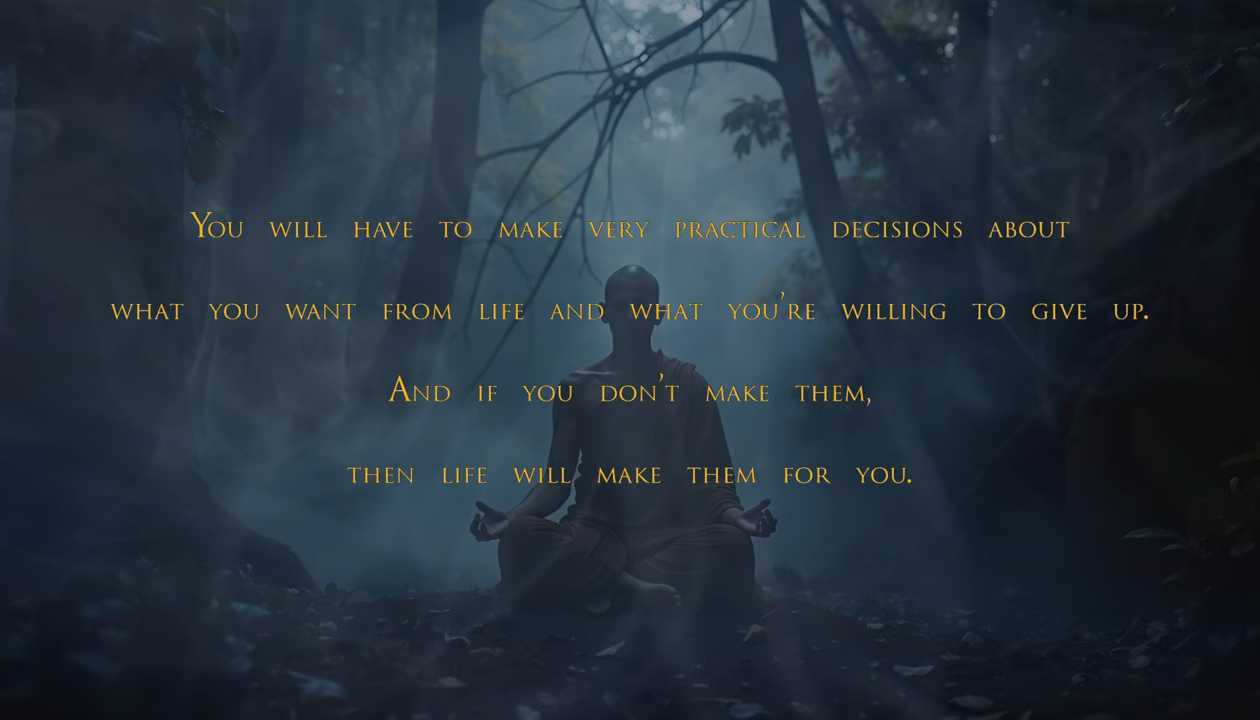 You will have to make very practical decisions about
what you want from life and what you're willing to give up.
And if you don't make them,
then life will make them for you.